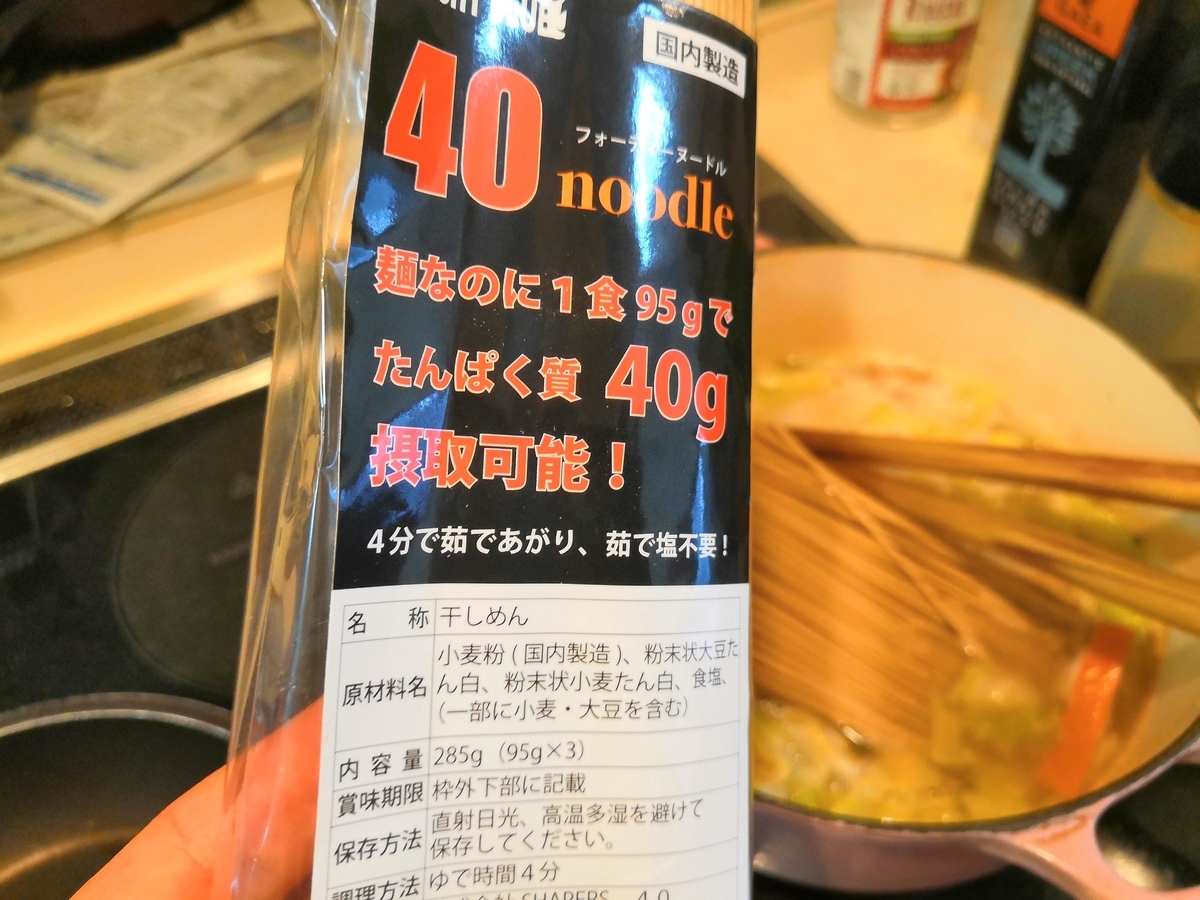 国内製造
40
フォーティーヌードル
noodle
麺なのに1食95gで
たんぱく質 40g
摂取可能！
4分で茹であがり、茹で塩不要！
名 称 干しめん
原材料名 小麦粉(国内製造)、粉末状大豆た
ん白、粉末状小麦たん白、食塩、
(一部に小麦・大豆を含む)
内容量 285g (95g×3)
賞味期限 枠外下部に記載
保存方法 直射日光、高温多湿を避けて
保存してください。
調理方法 ゆで時間4分
SHAPERS 4.0